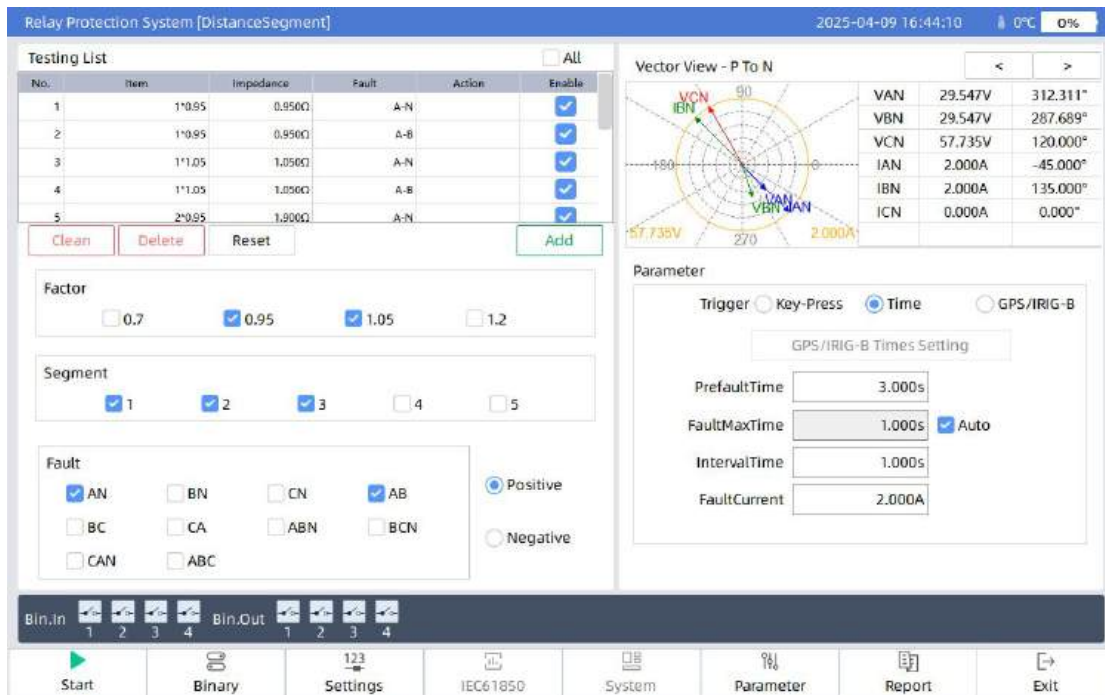 Relay Protection System [DistanceSegment] 2025-04-09 16:44:10 0°C 0%
Testing List All
No. Item Impedance Fault Action Enable
1 1*0.95 0.950Ω A-N
2 1*0.95 0.950Ω A-B
3 1*1.05 1.050Ω A-N
4 1*1.05 1.050Ω A-B
5 2*0.95 1.900Ω A-N
Clean Delete Reset Add
Factor
0.7 0.95 1.05 1.2
Segment
1 2 3 4 5
Fault
AN BN CN AB
BC CA ABN BCN
CAN ABC
Positive
Negative
Vector View - P To N < >
90
VCN
IBN
180 0
VAN
VBN IAN
57.735V 270 2.000A
VAN 29.547V 312.311°
VBN 29.547V 287.689°
VCN 57.735V 120.000°
IAN 2.000A -45.000°
IBN 2.000A 135.000°
ICN 0.000A 0.000°
Parameter
Trigger Key-Press Time GPS/IRIG-B
GPS/IRIG-B Times Setting
PrefaultTime 3.000s
FaultMaxTime 1.000s Auto
IntervalTime 1.000s
FaultCurrent 2.000A
Bin.In 1 2 3 4 Bin.Out 1 2 3 4
123
Start Binary Settings IEC61850 System Parameter Report Exit